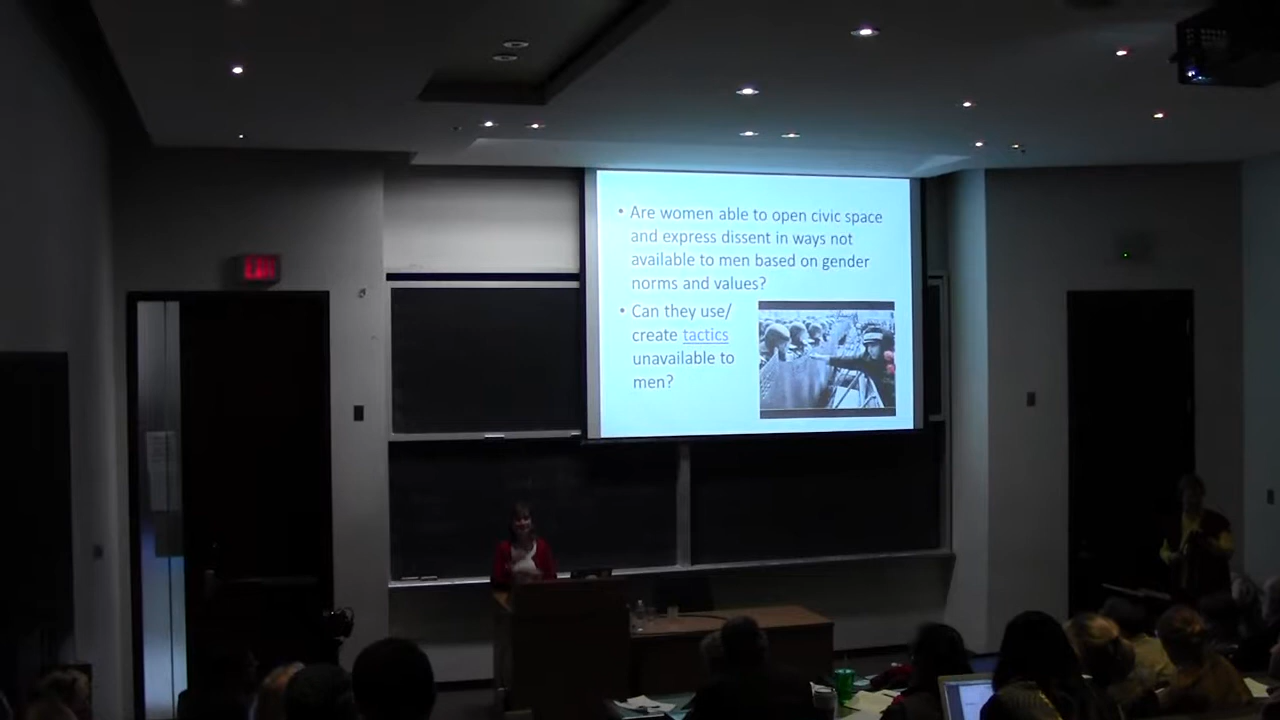 • Are women able to open civic space
and express dissent in ways not
available to men based on gender
norms and values?
• Can they use/
create tactics
unavailable to
men?